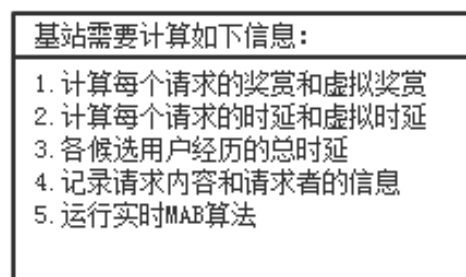 基站需要计算如下信息：
1.计算每个请求的奖赏和虚拟奖赏
2.计算每个请求的时延和虚拟时延
3.各候选用户经历的总时延
4.记录请求内容和请求者的信息
5.运行实时MAB算法